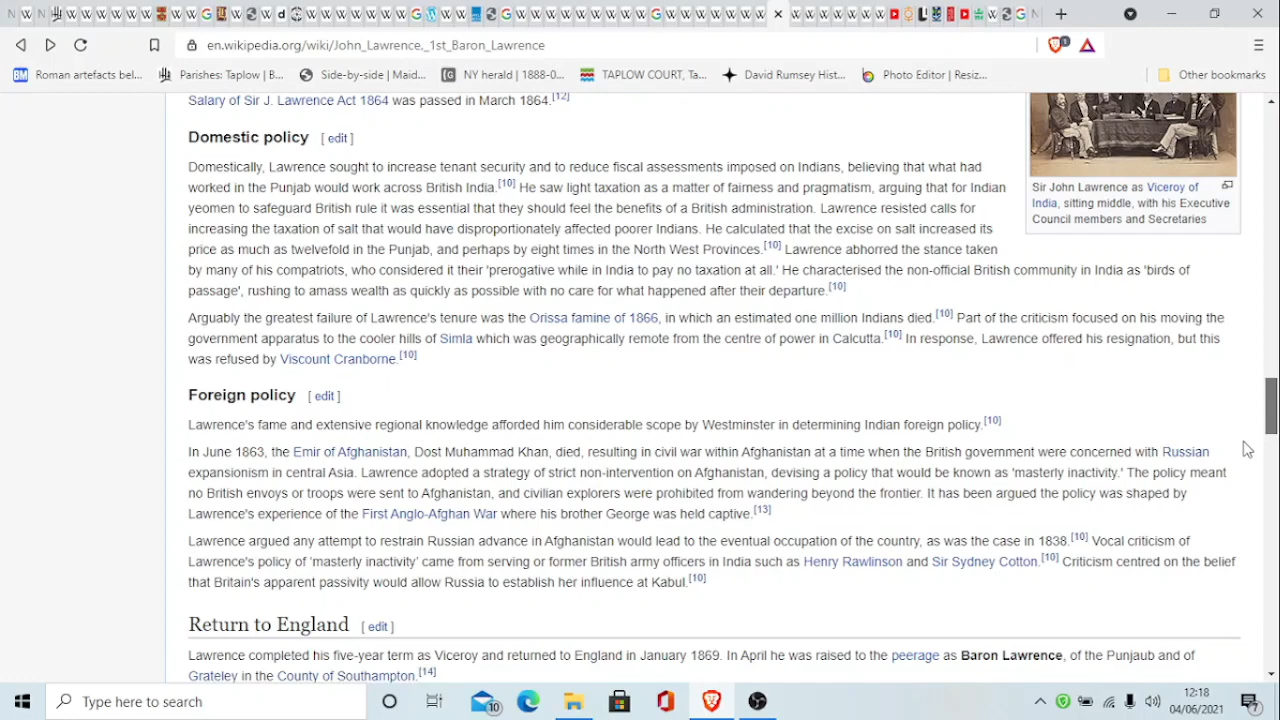 en.wikipedia.org/wiki/John_Lawrence,_1st_Baron_Lawrence
1
BM Roman artefacts bel...
Parishes: Taplow | B...
Side-by-side | Maid...
NY herald | 1888-0...
TAPLOW COURT, Ta...
David Rumsey Hist...
Photo Editor | Resiz...
Other bookmarks
Salary of Sir J. Lawrence Act 1864 was passed in March 1864.[12]
Domestic policy [ edit ]
Domestically, Lawrence sought to increase tenant security and to reduce fiscal assessments imposed on Indians, believing that what had
worked in the Punjab would work across British India.[10] He saw light taxation as a matter of fairness and pragmatism, arguing that for Indian
yeomen to safeguard British rule it was essential that they should feel the benefits of a British administration. Lawrence resisted calls for
increasing the taxation of salt that would have disproportionately affected poorer Indians. He calculated that the excise on salt increased its
price as much as twelvefold in the Punjab, and perhaps by eight times in the North West Provinces.[10] Lawrence abhorred the stance taken
by many of his compatriots, who considered it their 'prerogative while in India to pay no taxation at all.' He characterised the non-official British community in India as 'birds of
passage', rushing to amass wealth as quickly as possible with no care for what happened after their departure.[10]
Sir John Lawrence as Viceroy of
India, sitting middle, with his Executive
Council members and Secretaries
Arguably the greatest failure of Lawrence's tenure was the Orissa famine of 1866, in which an estimated one million Indians died.[10] Part of the criticism focused on his moving the
government apparatus to the cooler hills of Simla which was geographically remote from the centre of power in Calcutta.[10] In response, Lawrence offered his resignation, but this
was refused by Viscount Cranborne.[10]
Foreign policy [ edit ]
Lawrence's fame and extensive regional knowledge afforded him considerable scope by Westminster in determining Indian foreign policy.[10]
In June 1863, the Emir of Afghanistan, Dost Muhammad Khan, died, resulting in civil war within Afghanistan at a time when the British government were concerned with Russian
expansionism in central Asia. Lawrence adopted a strategy of strict non-intervention on Afghanistan, devising a policy that would be known as 'masterly inactivity.' The policy meant
no British envoys or troops were sent to Afghanistan, and civilian explorers were prohibited from wandering beyond the frontier. It has been argued the policy was shaped by
Lawrence's experience of the First Anglo-Afghan War where his brother George was held captive.[13]
Lawrence argued any attempt to restrain Russian advance in Afghanistan would lead to the eventual occupation of the country, as was the case in 1838.[10] Vocal criticism of
Lawrence's policy of 'masterly inactivity' came from serving or former British army officers in India such as Henry Rawlinson and Sir Sydney Cotton.[10] Criticism centred on the belief
that Britain's apparent passivity would allow Russia to establish her influence at Kabul.[10]
Return to England [ edit ]
Lawrence completed his five-year term as Viceroy and returned to England in January 1869. In April he was raised to the peerage as Baron Lawrence, of the Punjaub and of
Grateley in the County of Southampton.[14]
Type here to search
10
12:18
04/06/2021
7